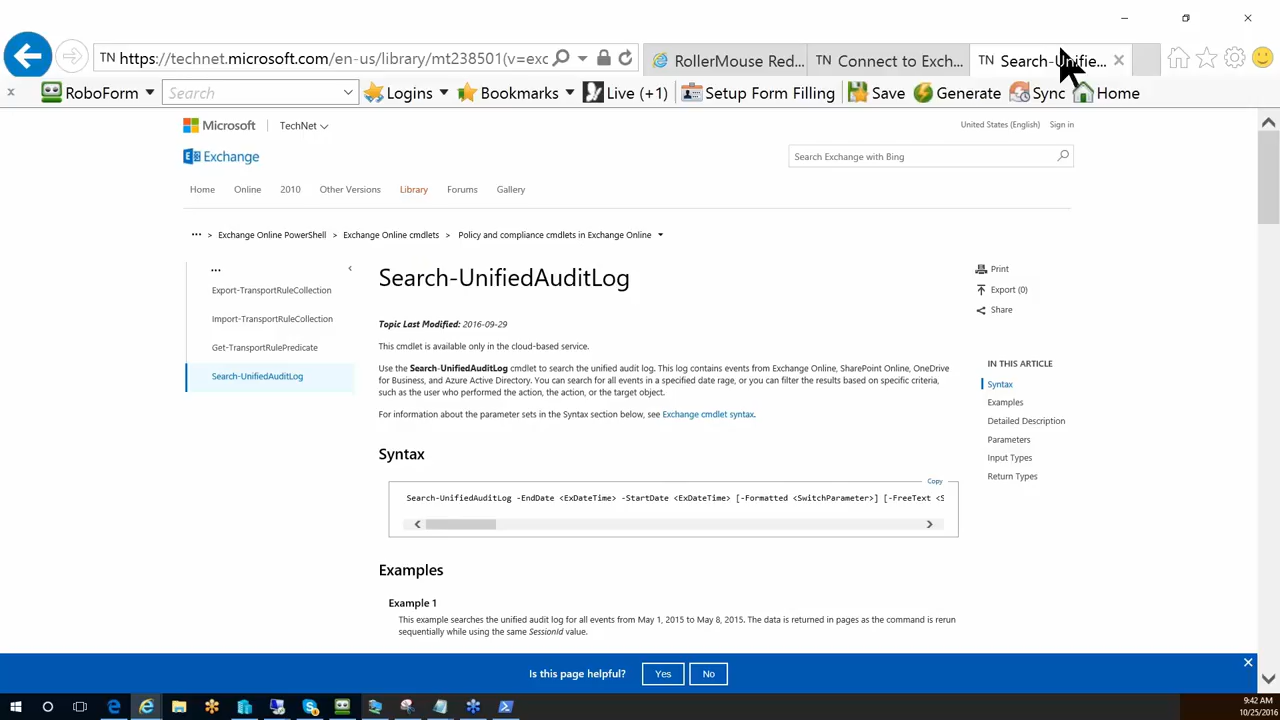 TN https://technet.microsoft.com/en-us/library/mt238501(v=exc
RollerMouse Red...
TN Connect to Exch...
TN Search-Unifie...
x
RoboForm
Search
Logins
Bookmarks
Live (+1)
Setup Form Filling
Save
Generate
Sync
Home
Microsoft
TechNet
United States (English)
Sign in
Exchange
Search Exchange with Bing
Home
Online
2010
Other Versions
Library
Forums
Gallery
... > Exchange Online PowerShell > Exchange Online cmdlets > Policy and compliance cmdlets in Exchange Online
...
Export-TransportRuleCollection
Import-TransportRuleCollection
Get-TransportRulePredicate
Search-UnifiedAuditLog
Search-UnifiedAuditLog
Topic Last Modified: 2016-09-29
This cmdlet is available only in the cloud-based service.
Use the Search-UnifiedAuditLog cmdlet to search the unified audit log. This log contains events from Exchange Online, SharePoint Online, OneDrive
for Business, and Azure Active Directory. You can search for all events in a specified date rage, or you can filter the results based on specific criteria,
such as the user who performed the action, the action, or the target object.
For information about the parameter sets in the Syntax section below, see Exchange cmdlet syntax.
Syntax
Copy
Search-UnifiedAuditLog -EndDate <ExDateTime> -StartDate <ExDateTime> [-Formatted <SwitchParameter>] [-FreeText <S
Examples
Example 1
This example searches the unified audit log for all events from May 1, 2015 to May 8, 2015. The data is returned in pages as the command is rerun
sequentially while using the same SessionId value.
Print
Export (0)
Share
IN THIS ARTICLE
Syntax
Examples
Detailed Description
Parameters
Input Types
Return Types
Is this page helpful?
Yes
No
9:42 AM
10/25/2016